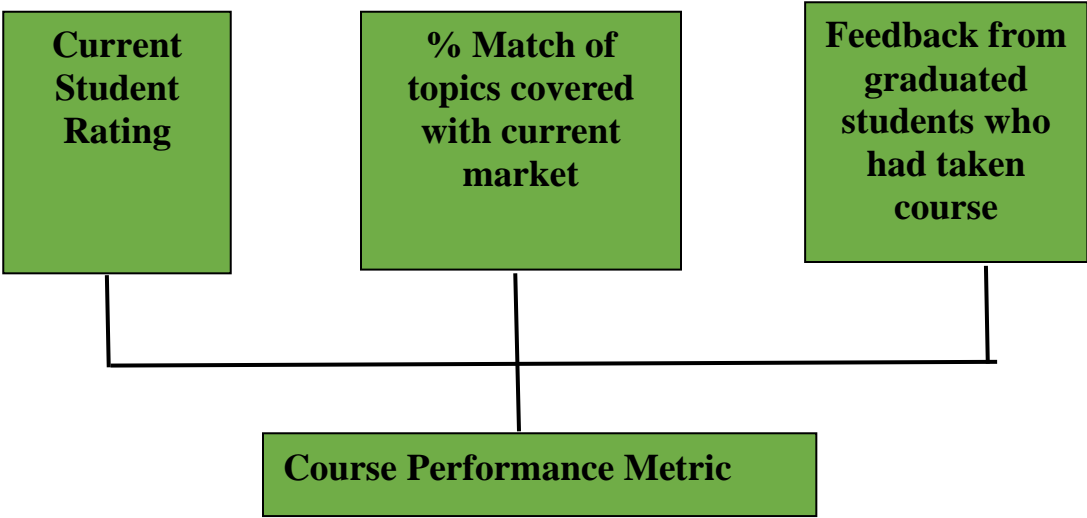 Current
Student
Rating
% Match of
topics covered
with current
market
Feedback from
graduated
students who
had taken
course
Course Performance Metric